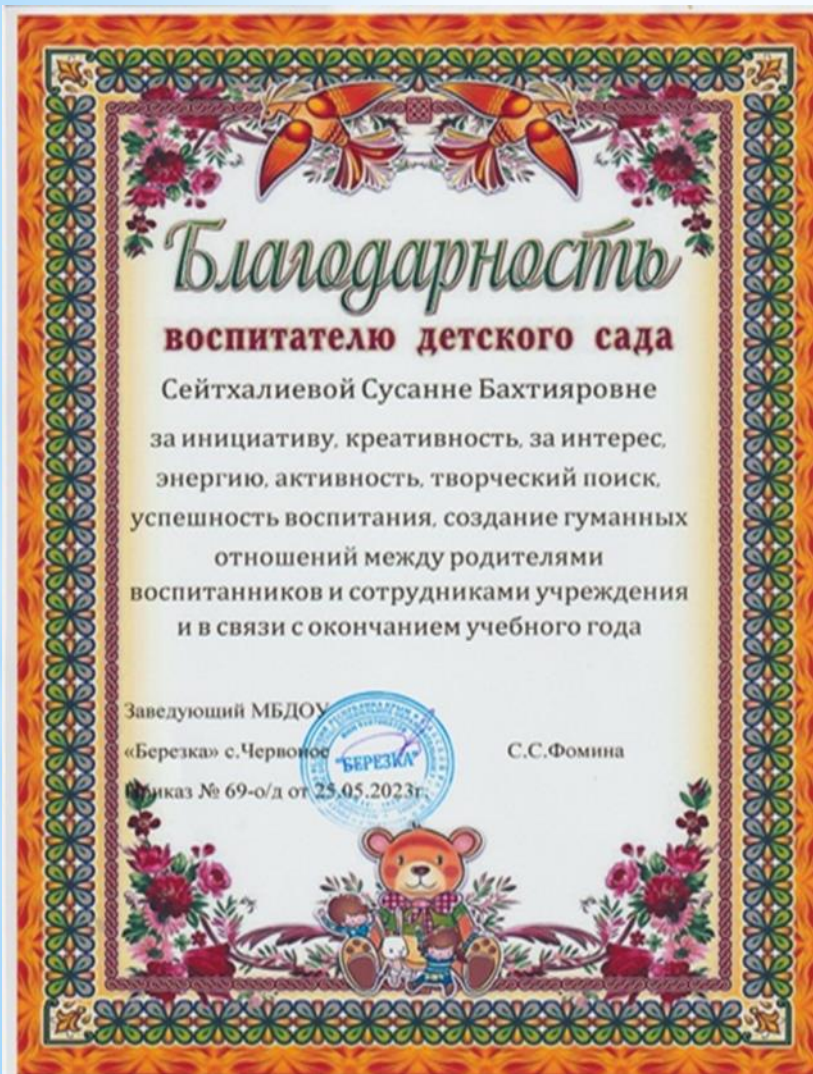 Благодарность
воспитателю детского сада
Сейтхалиевой Сусанне Бахтияровне
за инициативу, креативность, за интерес,
энергию, активность, творческий поиск,
успешность воспитания, создание гуманных
отношений между родителями
воспитанников и сотрудниками учреждения
и в связи с окончанием учебного года
Заведующий МБДОУ
«Березка» с.Червоное С.С.Фомина
Приказ № 69-о/д от 25.05.2023г.
"БЕРЕЗКА"